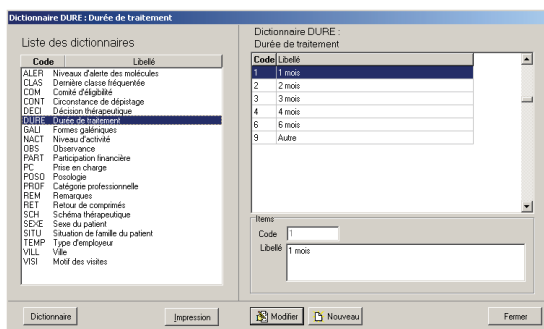 Dictionnaire DURE : Durée de traitement
Liste des dictionnaires
Code Libellé
ALER Niveaux d'alerte des molécules
CLAS Dernière classe fréquentée
COM Comité d'éligibilité
CONT Circonstance de dépistage
DECI Décision thérapeutique
DURE Durée de traitement
GALI Formes galéniques
NACT Niveau d'activité
OBS Observance
PART Participation financière
PC Prise en charge
POSO Posologie
PROF Catégorie professionnelle
REM Remarques
RET Retour de comprimés
SCH Schéma thérapeutique
SEXE Sexe du patient
SITU Situation de famille du patient
TEMP Type d'employeur
VILL Ville
VISI Motif des visites
Dictionnaire
Impression
Dictionnaire DURE :
Durée de traitement
Code Libellé
1 1 mois
2 2 mois
3 3 mois
4 4 mois
6 6 mois
9 Autre
Items
Code 1
Libellé 1 mois
Modifier
Nouveau
Fermer